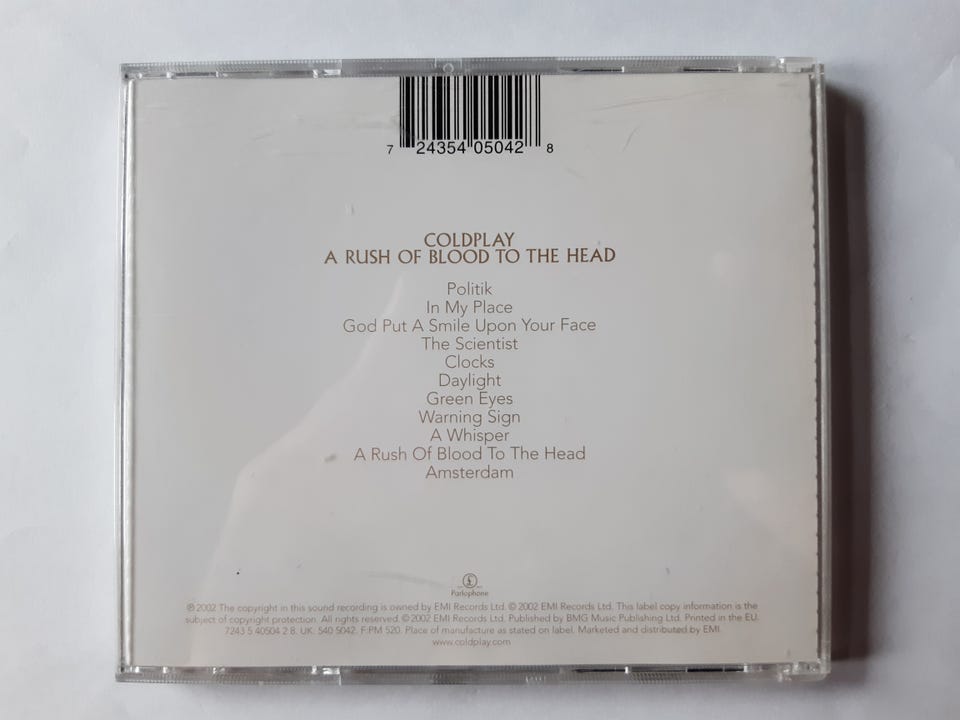 7 24354 05042 8
COLDPLAY
A RUSH OF BLOOD TO THE HEAD
Politik
In My Place
God Put A Smile Upon Your Face
The Scientist
Clocks
Daylight
Green Eyes
Warning Sign
A Whisper
A Rush Of Blood To The Head
Amsterdam
Parlophone
℗ 2002 The copyright in this sound recording is owned by EMI Records Ltd. © 2002 EMI Records Ltd. This label copy information is the
subject of copyright protection. All rights reserved. © 2002 EMI Records Ltd. Published by BMG Music Publishing Ltd. Printed in the EU.
7243 5 40504 2 8. UK: 540 5042. F:PM 520. Place of manufacture as stated on label. Marketed and distributed by EMI.
www.coldplay.com